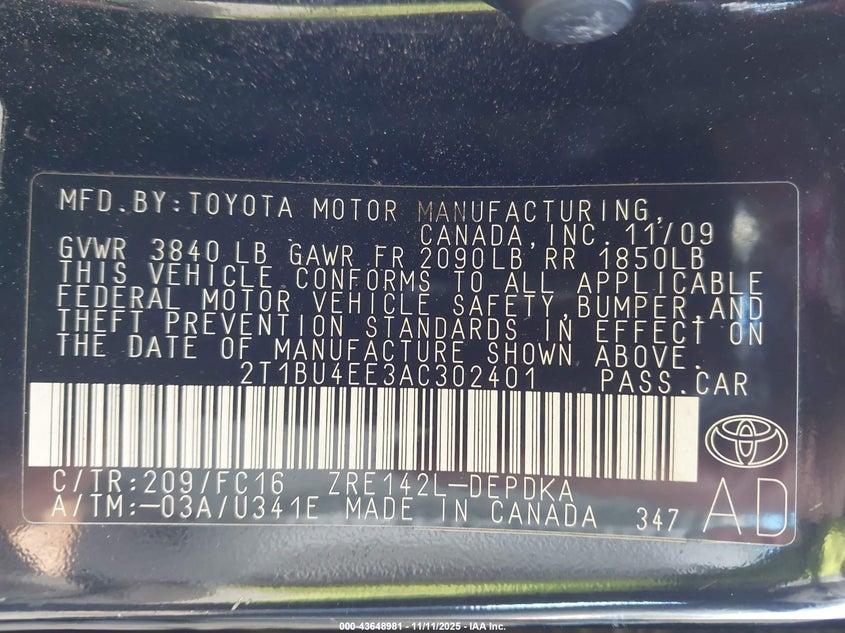 MFD.BY:TOYOTA MOTOR MANUFACTURING,
CANADA,INC. 11/09
GVWR 3840 LB GAWR FR 2090LB RR 1850LB
THIS VEHICLE CONFORMS TO ALL APPLICABLE
FEDERAL MOTOR VEHICLE SAFETY,BUMPER,AND
THEFT PREVENTION STANDARDS IN EFFECT ON
THE DATE OF MANUFACTURE SHOWN ABOVE.
2T1BU4EE3AC302401 PASS.CAR
C/TR:209/FC16 ZRE142L-DEPDKA
A/TM:-03A/U341E MADE IN CANADA 347 AD
000-43648981 - 11/11/2025 - IAA Inc.